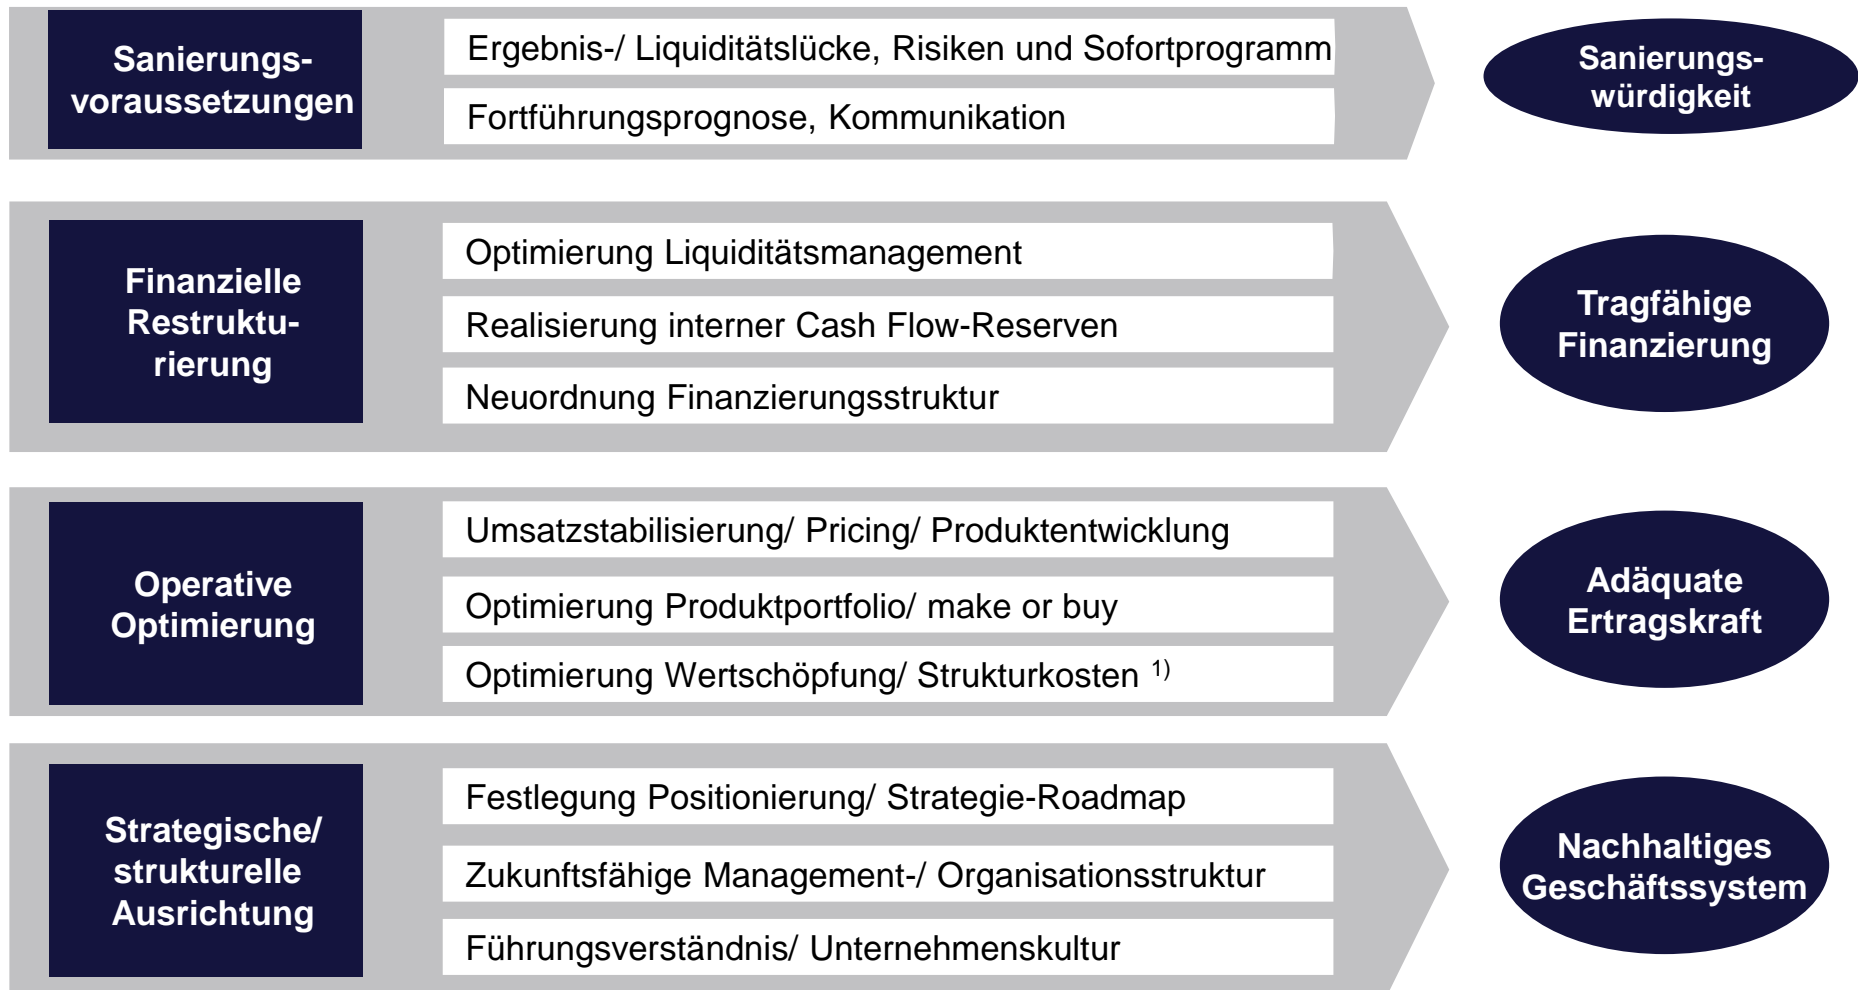 Sanierungs-
voraussetzungen
Ergebnis-/ Liquiditätslücke, Risiken und Sofortprogramm
Fortführungsprognose, Kommunikation
Sanierungs-
würdigkeit
Finanzielle
Restruktu-
rierung
Optimierung Liquiditätsmanagement
Realisierung interner Cash Flow-Reserven
Neuordnung Finanzierungsstruktur
Tragfähige
Finanzierung
Operative
Optimierung
Umsatzstabilisierung/ Pricing/ Produktentwicklung
Optimierung Produktportfolio/ make or buy
Optimierung Wertschöpfung/ Strukturkosten ¹⁾
Adäquate
Ertragskraft
Strategische/
strukturelle
Ausrichtung
Festlegung Positionierung/ Strategie-Roadmap
Zukunftsfähige Management-/ Organisationsstruktur
Führungsverständnis/ Unternehmenskultur
Nachhaltiges
Geschäftssystem